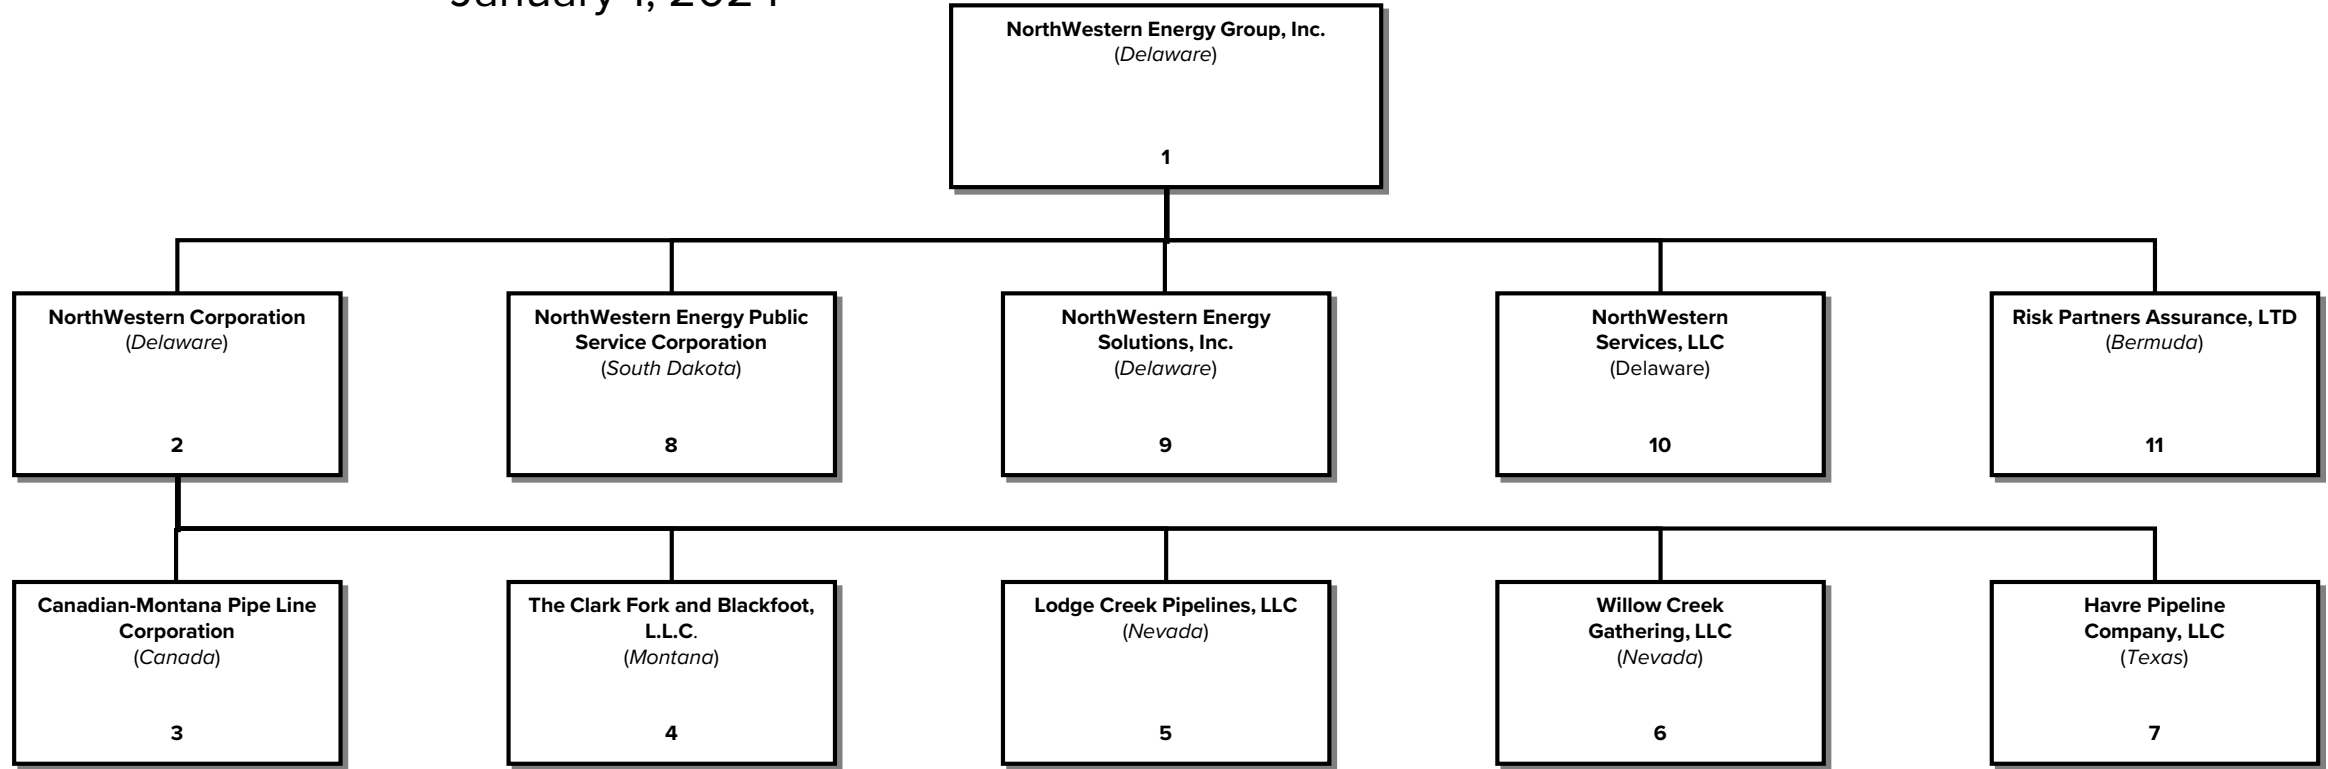 January 1, 2024
NorthWestern Energy Group, Inc.
(Delaware)
1
NorthWestern Corporation
(Delaware)
2
NorthWestern Energy Public
Service Corporation
(South Dakota)
8
NorthWestern Energy
Solutions, Inc.
(Delaware)
9
NorthWestern
Services, LLC
(Delaware)
10
Risk Partners Assurance, LTD
(Bermuda)
11
Canadian-Montana Pipe Line
Corporation
(Canada)
3
The Clark Fork and Blackfoot,
L.L.C.
(Montana)
4
Lodge Creek Pipelines, LLC
(Nevada)
5
Willow Creek
Gathering, LLC
(Nevada)
6
Havre Pipeline
Company, LLC
(Texas)
7